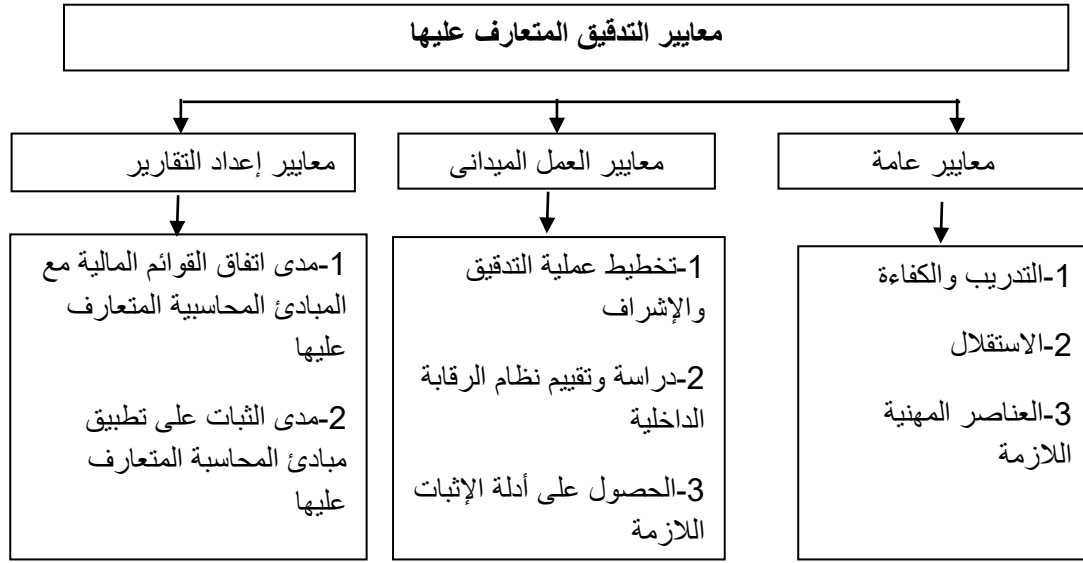 معايير التدقيق المتعارف عليها
معايير عامة
معايير العمل الميدانى
معايير إعداد التقارير
1-التدريب والكفاءة
2-الاستقلال
3-العناصر المهنية
اللازمة
1-تخطيط عملية التدقيق
والإشراف
2-دراسة وتقييم نظام الرقابة
الداخلية
3-الحصول على أدلة الإثبات
اللازمة
1-مدى اتفاق القوائم المالية مع
المبادئ المحاسبية المتعارف
عليها
2-مدى الثبات على تطبيق
مبادئ المحاسبة المتعارف
عليها